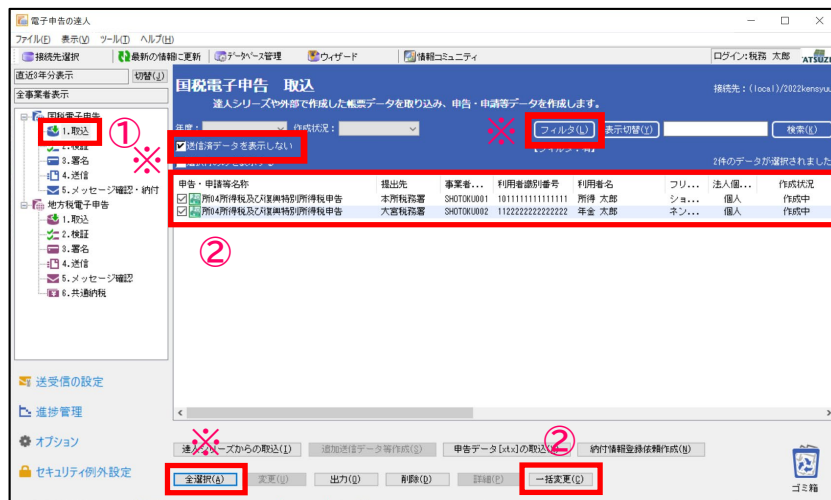 電子申告の達人
ファイル(F) 表示(V) ツール(T) ヘルプ(H)
接続先選択 最新の情報に更新 データベース管理 ウィザード 情報コミュニティ ログイン:税務 太郎 ATSUZI
直近3年分表示 切替(J)
全事業者表示
国税電子申告 取込 接続先:(local)/2022kensyuu
達人シリーズや外部で作成した帳票データを取り込み、申告・申請等データを作成します。
国税電子申告
1.取込 ① ※
年度: 作成状況: ※ フィルタ(L) 表示切替(Y) 検索(K)
2.検証
※ 送信済データを表示しない
3.署名
2件のデータが選択されました
4.送信
5.メッセージ確認・納付
申告・申請等名称 提出先 事業者... 利用者識別番号 利用者名 フリ... 法人個... 作成状況
所04所得税及び復興特別所得税申告 本所税務署 SHOTOKU001 1011111111111111 所得 太郎 ショ... 個人 作成中
所04所得税及び復興特別所得税申告 大宮税務署 SHOTOKU002 1122222222222222 年金 太郎 ネン... 個人 作成中
地方税電子申告
1.取込
2.検証
3.署名
4.送信
5.メッセージ確認
6.共通納税
②
送受信の設定
進捗管理
オプション
セキュリティ例外設定
※ 達人シリーズからの取込(I) 追加送信データ等作成(S) 申告データ[xtx]の取込 ② 納付情報登録依頼作成(N)
全選択(A) 変更(U) 出力(O) 削除(D) 詳細(P) 一括変更(C)
ゴミ箱